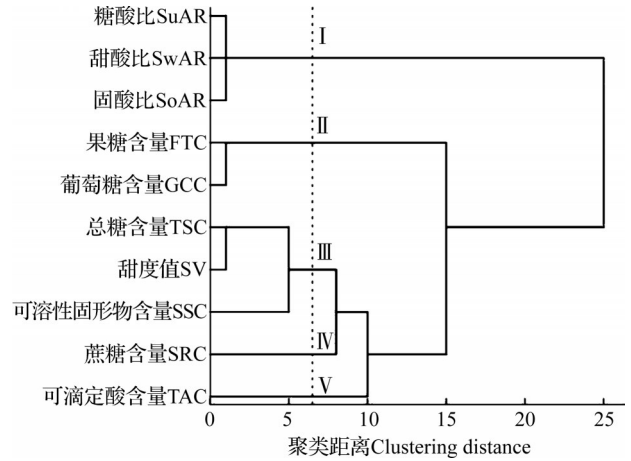 糖酸比SuAR
I
甜酸比SwAR
固酸比SoAR
II
果糖含量FTC
葡萄糖含量GCC
总糖含量TSC
III
甜度值SV
可溶性固形物含量SSC
IV
蔗糖含量SRC
V
可滴定酸含量TAC
0 5 10 15 20 25
聚类距离Clustering distance